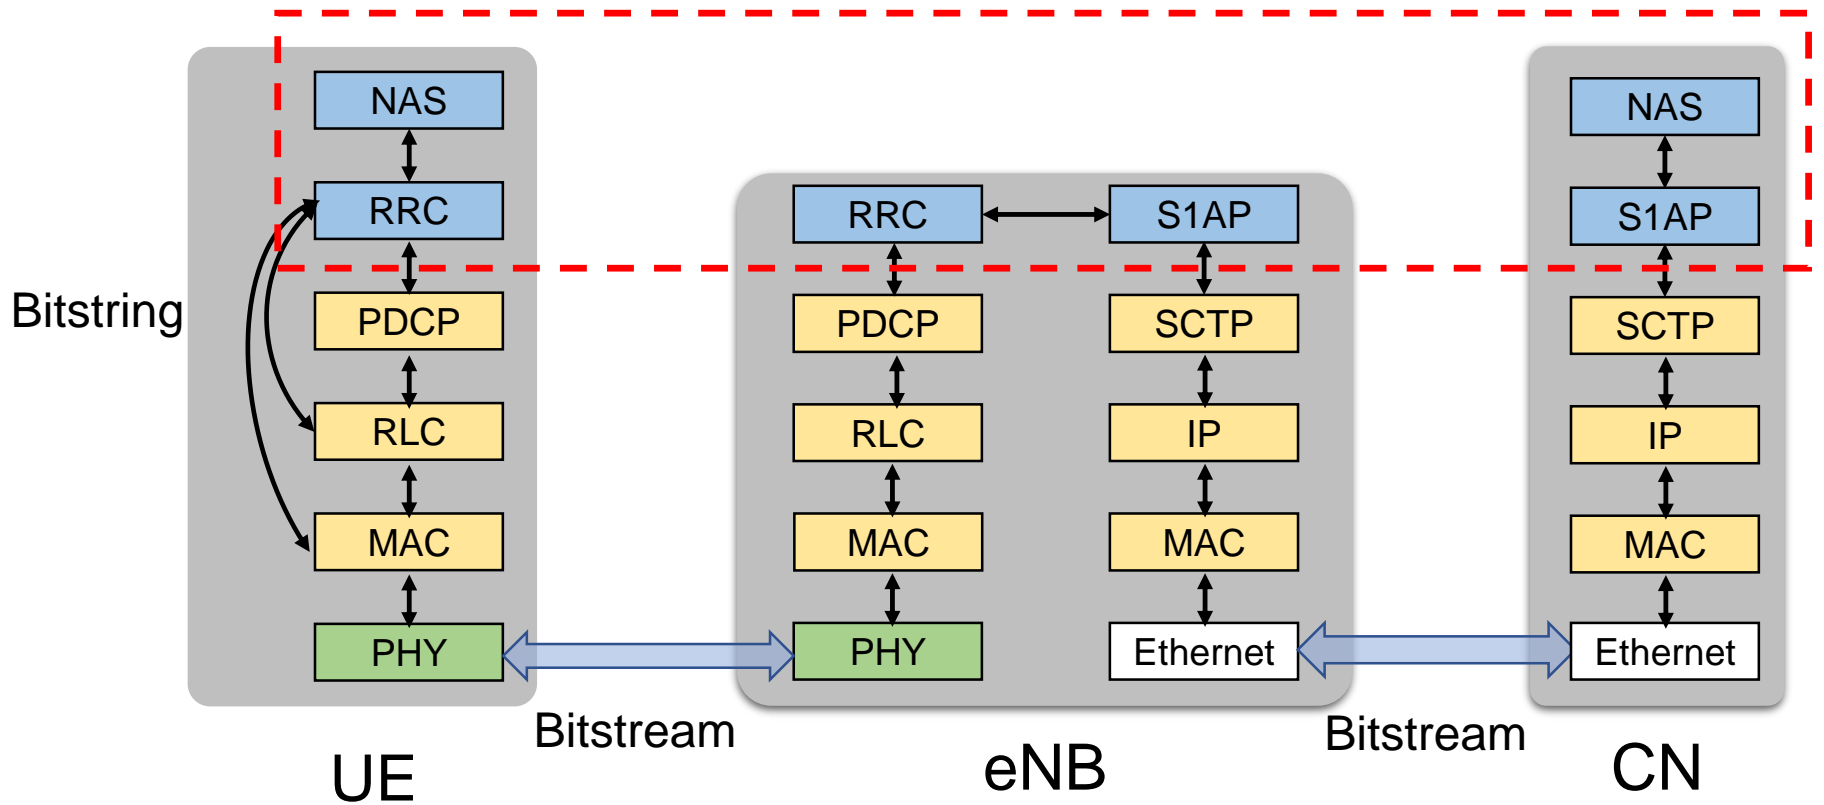 NAS
RRC
PDCP
RLC
MAC
PHY
Bitstring
UE
Bitstream
RRC
PDCP
RLC
MAC
PHY
S1AP
SCTP
IP
MAC
Ethernet
eNB
Bitstream
NAS
S1AP
SCTP
IP
MAC
Ethernet
CN